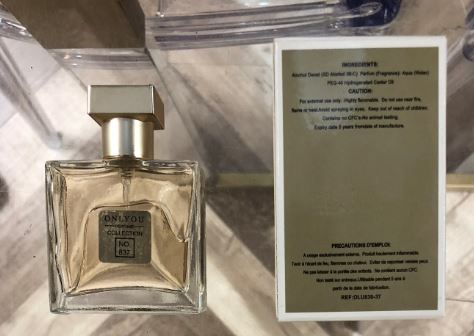 ONLYOU
COLLECTION
NO.
837
INGREDIENTS:
Alcohol Denat (SD Alcohol 39-C) Parfum (Fragrance) Aqua (Water)
PEG-40 Hydrogenated Castor Oil
CAUTION:
For external use only. Highly flammable. Do not use near fire,
flame or heat. Avoid spraying in eyes. Keep out of reach of children.
Contains no CFC's-No animal testing.
Expiry date 5 years from date of manufacture.
PRECAUTIONS D'EMPLOI:
A usage exclusivement externe. Produit hautement inflammable.
Tenir à l'écart de feu, flammes ou chaleur. Eviter de vaporiser vers les yeux.
Ne pas laisser à la portée des enfants. Ne contient aucun CFC.
Non testé sur animaux Utilisable pendant 5 ans à
partir de la date de fabrication.